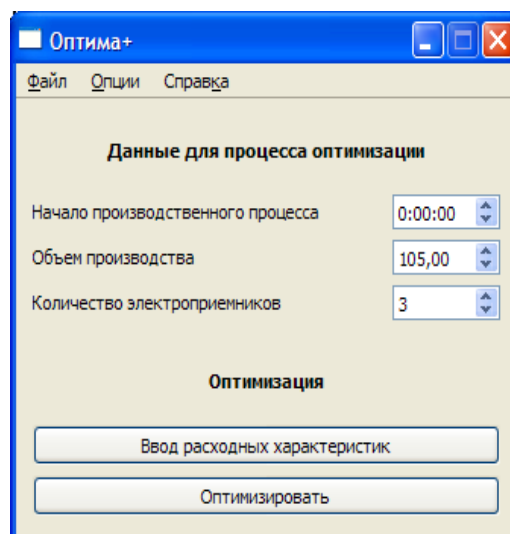 Оптима+
Файл Опции Справка
Данные для процесса оптимизации
Начало производственного процесса 0:00:00
Объем производства 105,00
Количество электроприемников 3
Оптимизация
Ввод расходных характеристик
Оптимизировать